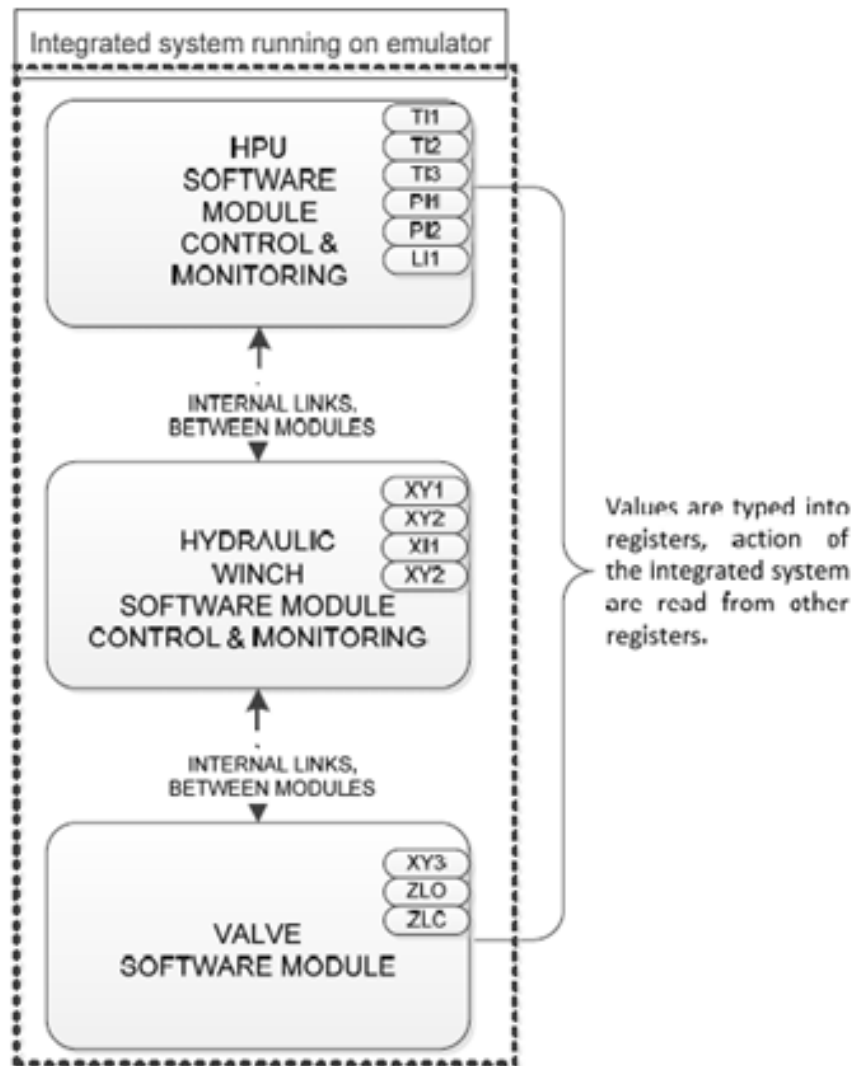 Integrated system running on emulator
HPU
SOFTWARE
MODULE
CONTROL &
MONITORING
TI1
TI2
TI3
PI1
PI2
LI1
INTERNAL LINKS,
BETWEEN MODULES
HYDRAULIC
WINCH
SOFTWARE MODULE
CONTROL & MONITORING
XY1
XY2
XI1
XY2
Values are typed into
registers, action of
the integrated system
are read from other
registers.
INTERNAL LINKS,
BETWEEN MODULES
VALVE
SOFTWARE MODULE
XY3
ZLO
ZLC